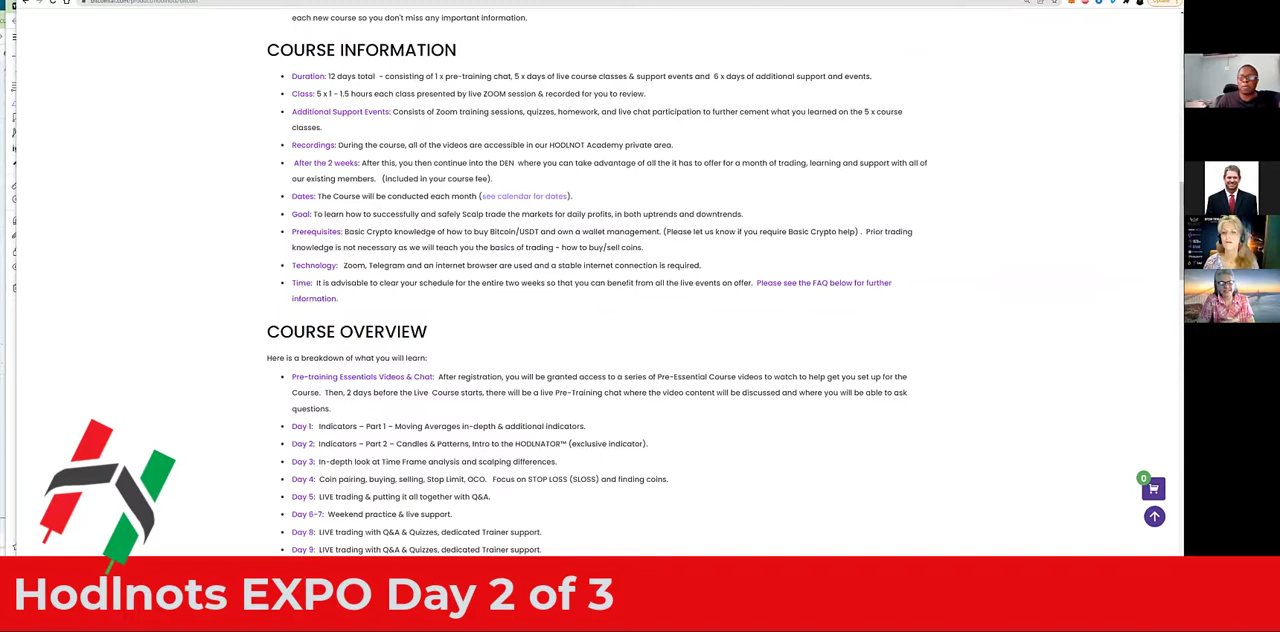 each new course so you don't miss any important information.
COURSE INFORMATION
Duration: 12 days total - consisting of 1 x pre-training chat, 5 x days of live course classes & support events and 6 x days of additional support and events.
Class: 5 x 1 - 1.5 hours each class presented by live ZOOM session & recorded for you to review.
Additional Support Events: Consists of Zoom training sessions, quizzes, homework, and live chat participation to further cement what you learned on the 5 x course
classes.
Recordings: During the course, all of the videos are accessible in our HODLNOT Academy private area.
After the 2 weeks: After this, you then continue into the DEN where you can take advantage of all the it has to offer for a month of trading, learning and support with all of
our existing members. (included in your course fee).
Dates: The Course will be conducted each month (see calendar for dates).
Goal: To learn how to successfully and safely Scalp trade the markets for daily profits, in both uptrends and downtrends.
Prerequisites: Basic Crypto knowledge of how to buy Bitcoin/USDT and own a wallet management. (Please let us know if you require Basic Crypto help) . Prior trading
knowledge is not necessary as we will teach you the basics of trading - how to buy/sell coins.
Technology: Zoom, Telegram and an internet browser are used and a stable internet connection is required.
Time: It is advisable to clear your schedule for the entire two weeks so that you can benefit from all the live events on offer. Please see the FAQ below for further
information.
COURSE OVERVIEW
Here is a breakdown of what you will learn:
Pre-training Essentials Videos & Chat: After registration, you will be granted access to a series of Pre-Essential Course videos to watch to help get you set up for the
Course. Then, 2 days before the Live Course starts, there will be a live Pre-Training chat where the video content will be discussed and where you will be able to ask
questions.
Day 1: Indicators – Part 1 – Moving Averages in-depth & additional indicators.
Day 2: Indicators – Part 2 – Candles & Patterns, Intro to the HODLNATOR™ (exclusive indicator).
Day 3: In-depth look at Time Frame analysis and scalping differences.
Day 4: Coin pairing, buying, selling, Stop Limit, OCO. Focus on STOP LOSS (SLOSS) and finding coins.
0
Day 5: LIVE trading & putting it all together with Q&A.
Day 6-7: Weekend practice & live support.
Day 8: LIVE trading with Q&A & Quizzes, dedicated Trainer support.
Day 9: LIVE trading with Q&A & Quizzes, dedicated Trainer support.
Hodlnots EXPO Day 2 of 3